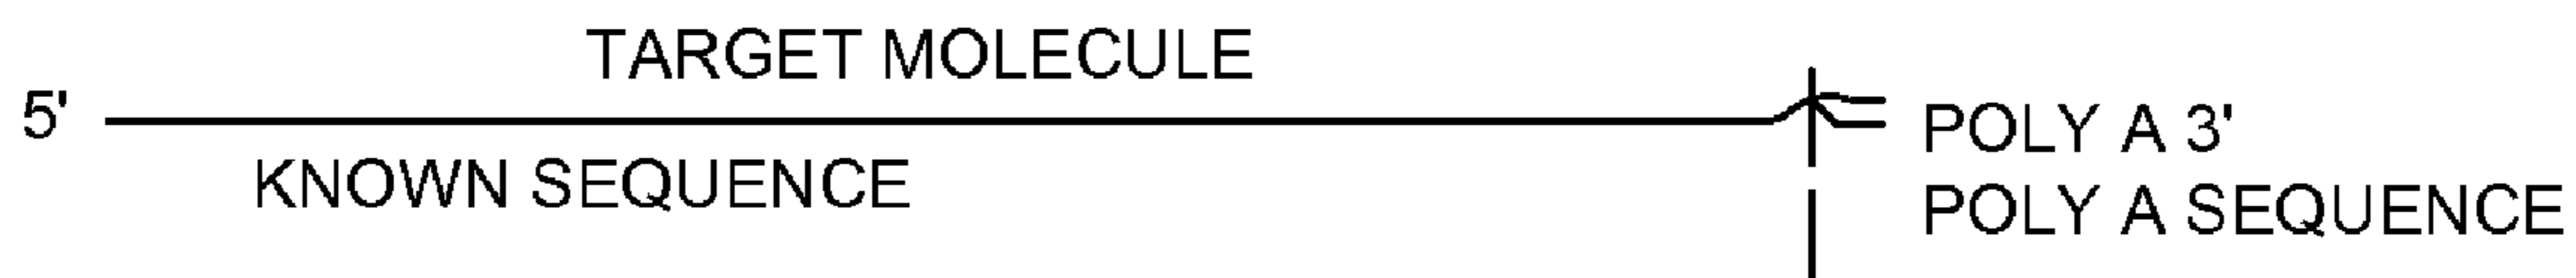 TARGET MOLECULE
5'
POLY A 3'
KNOWN SEQUENCE
POLY A SEQUENCE